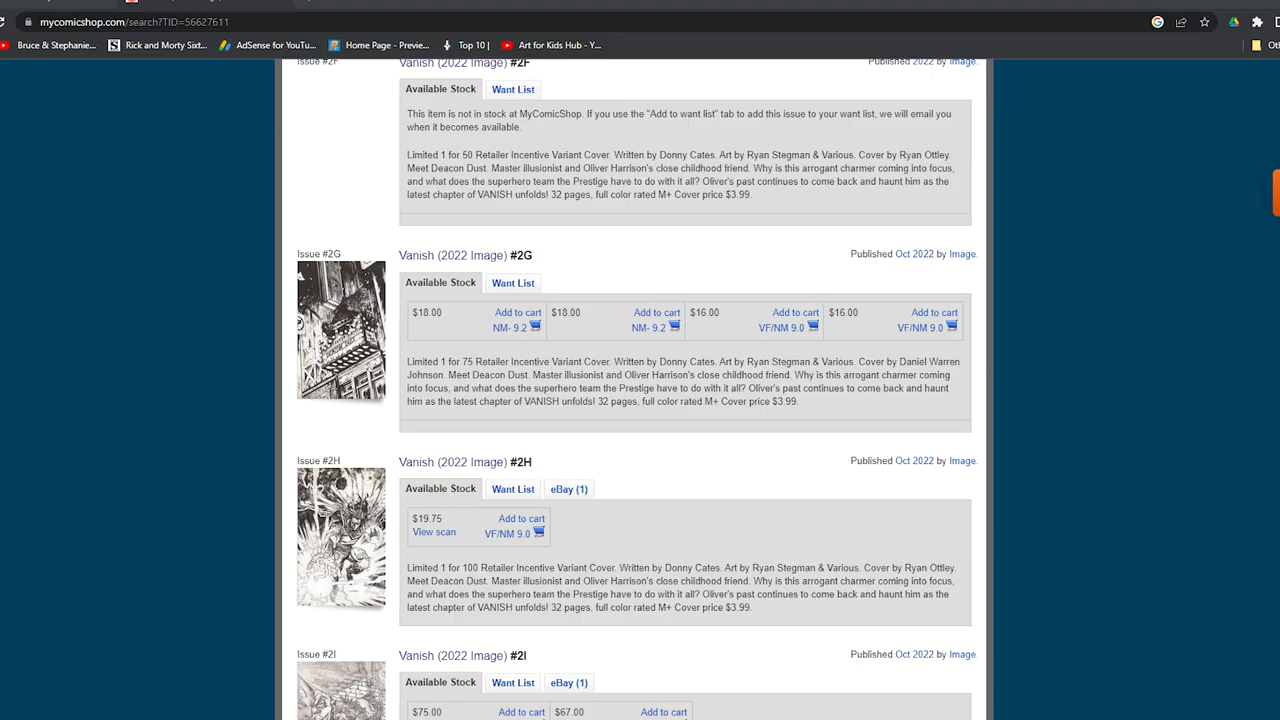 mycomicshop.com/search?TID=56627611
Bruce & Stephanie... Rick and Morty Sixt... AdSense for YouTu... Home Page - Previe... Top 10 | Art for Kids Hub - Y...
Issue #2F Vanish (2022 Image) #2F Published 2022 by Image.
Available Stock Want List
This item is not in stock at MyComicShop. If you use the "Add to want list" tab to add this issue to your want list, we will email you
when it becomes available.
Limited 1 for 50 Retailer Incentive Variant Cover. Written by Donny Cates. Art by Ryan Stegman & Various. Cover by Ryan Ottley.
Meet Deacon Dust. Master illusionist and Oliver Harrison's close childhood friend. Why is this arrogant charmer coming into focus,
and what does the superhero team the Prestige have to do with it all? Oliver's past continues to come back and haunt him as the
latest chapter of VANISH unfolds! 32 pages, full color rated M+ Cover price $3.99.
Issue #2G Vanish (2022 Image) #2G Published Oct 2022 by Image.
Available Stock Want List
$18.00 Add to cart $18.00 Add to cart $16.00 Add to cart $16.00 Add to cart
NM- 9.2 NM- 9.2 VF/NM 9.0 VF/NM 9.0
Limited 1 for 75 Retailer Incentive Variant Cover. Written by Donny Cates. Art by Ryan Stegman & Various. Cover by Daniel Warren
Johnson. Meet Deacon Dust. Master illusionist and Oliver Harrison's close childhood friend. Why is this arrogant charmer coming
into focus, and what does the superhero team the Prestige have to do with it all? Oliver's past continues to come back and haunt
him as the latest chapter of VANISH unfolds! 32 pages, full color rated M+ Cover price $3.99.
Issue #2H Vanish (2022 Image) #2H Published Oct 2022 by Image.
Available Stock Want List eBay (1)
$19.75 Add to cart
View scan VF/NM 9.0
Limited 1 for 100 Retailer Incentive Variant Cover. Written by Donny Cates. Art by Ryan Stegman & Various. Cover by Ryan Ottley.
Meet Deacon Dust. Master illusionist and Oliver Harrison's close childhood friend. Why is this arrogant charmer coming into focus,
and what does the superhero team the Prestige have to do with it all? Oliver's past continues to come back and haunt him as the
latest chapter of VANISH unfolds! 32 pages, full color rated M+ Cover price $3.99.
Issue #2I Vanish (2022 Image) #2I Published Oct 2022 by Image.
Available Stock Want List eBay (1)
$75.00 Add to cart $67.00 Add to cart